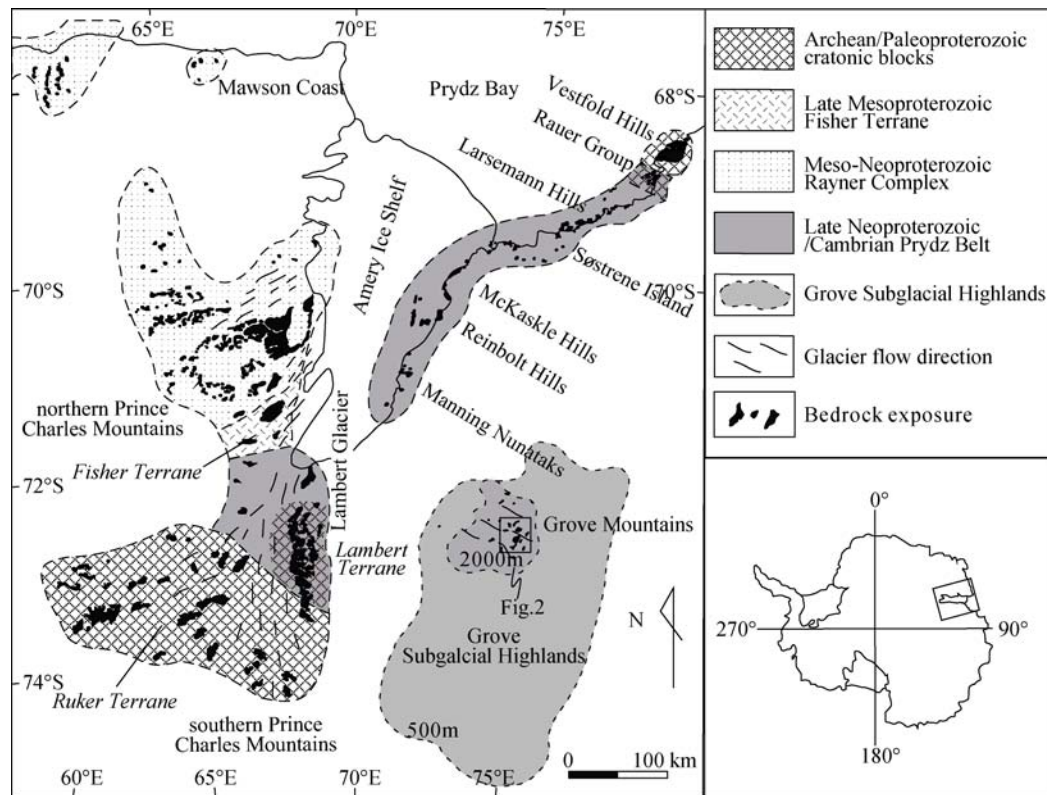 65°E
70°E
75°E
Mawson Coast
Prydz Bay
68°S
Vestfold Hills
Rauer Group
Larsemann Hills
Amery Ice Shelf
Søstrene Island
70°S
70°S
McKaskle Hills
Reinbolt Hills
Manning Nunataks
northern Prince
Charles Mountains
Fisher Terrane
Lambert Glacier
72°S
Grove Mountains
2000m
Lambert
Terrane
Fig.2
N
Grove
Subgalcial Highlands
74°S
Ruker Terrane
southern Prince
Charles Mountains
500m
0
100 km
60°E
65°E
70°E
75°E
Archean/Paleoproterozoic
cratonic blocks
Late Mesoproterozoic
Fisher Terrane
Meso-Neoproterozoic
Rayner Complex
Late Neoproterozoic
/Cambrian Prydz Belt
Grove Subglacial Highlands
Glacier flow direction
Bedrock exposure
0°
270°
90°
180°